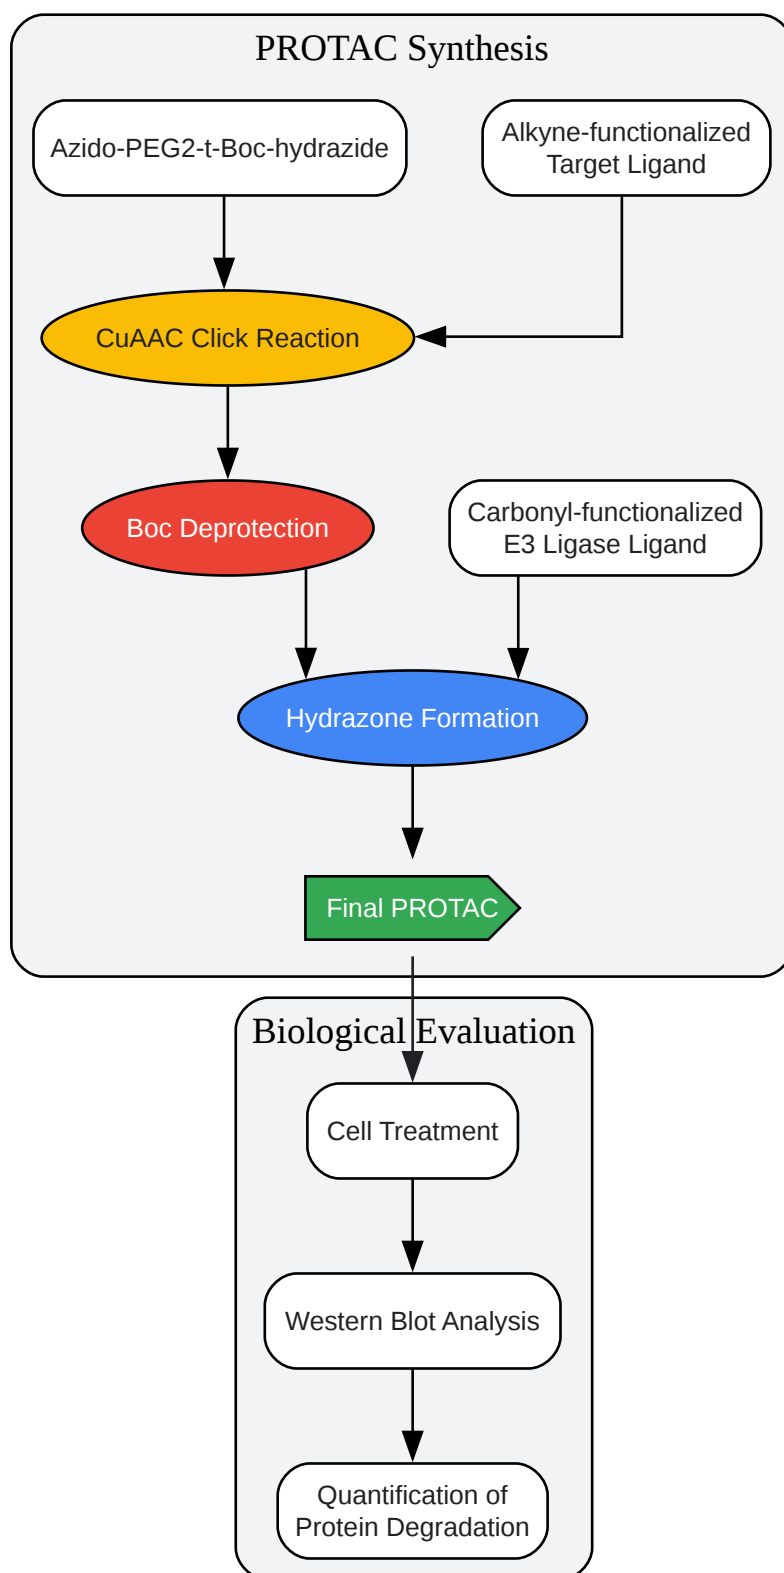 PROTAC Synthesis
Azido-PEG2-t-Boc-hydrazide
Alkyne-functionalized
Target Ligand
CuAAC Click Reaction
Boc Deprotection
Carbonyl-functionalized
E3 Ligase Ligand
Hydrazone Formation
Final PROTAC
Biological Evaluation
Cell Treatment
Western Blot Analysis
Quantification of
Protein Degradation